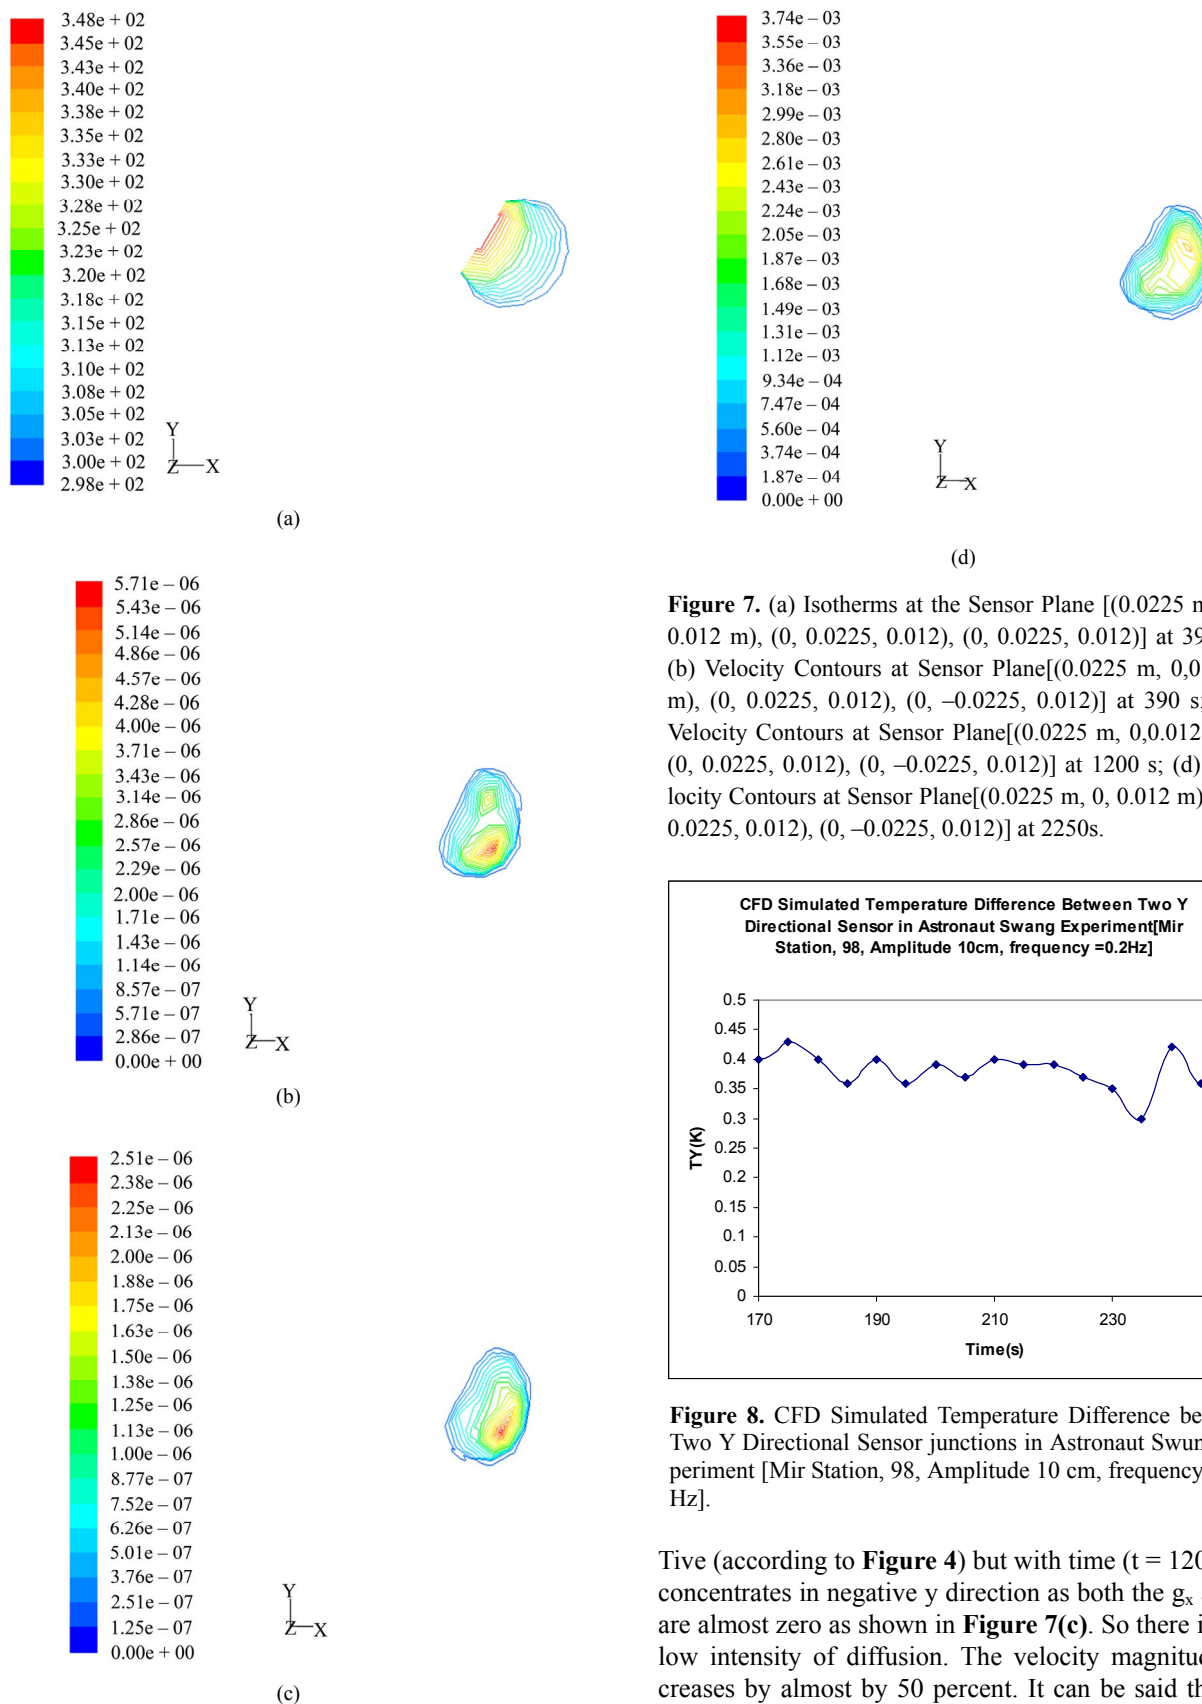 3.48e + 02
3.45e + 02
3.43e + 02
3.40e + 02
3.38e + 02
3.35e + 02
3.33e + 02
3.30e + 02
3.28e + 02
3.25e + 02
3.23e + 02
3.20e + 02
3.18e + 02
3.15e + 02
3.13e + 02
3.10e + 02
3.08e + 02
3.05e + 02
3.03e + 02
3.00e + 02
2.98e + 02
Y
Z X
(a)
5.71e – 06
5.43e – 06
5.14e – 06
4.86e – 06
4.57e – 06
4.28e – 06
4.00e – 06
3.71e – 06
3.43e – 06
3.14e – 06
2.86e – 06
2.57e – 06
2.29e – 06
2.00e – 06
1.71e – 06
1.43e – 06
1.14e – 06
8.57e – 07
5.71e – 07
2.86e – 07
0.00e + 00
Y
Z X
(b)
2.51e – 06
2.38e – 06
2.25e – 06
2.13e – 06
2.00e – 06
1.88e – 06
1.75e – 06
1.63e – 06
1.50e – 06
1.38e – 06
1.25e – 06
1.13e – 06
1.00e – 06
8.77e – 07
7.52e – 07
6.26e – 07
5.01e – 07
3.76e – 07
2.51e – 07
1.25e – 07
0.00e + 00
Y
Z X
(c)
3.74e – 03
3.55e – 03
3.36e – 03
3.18e – 03
2.99e – 03
2.80e – 03
2.61e – 03
2.43e – 03
2.24e – 03
2.05e – 03
1.87e – 03
1.68e – 03
1.49e – 03
1.31e – 03
1.12e – 03
9.34e – 04
7.47e – 04
5.60e – 04
3.74e – 04
1.87e – 04
0.00e + 00
Y
Z X
(d)
Figure 7. (a) Isotherms at the Sensor Plane [(0.0225 m
0.012 m), (0, 0.0225, 0.012), (0, 0.0225, 0.012)] at 39
(b) Velocity Contours at Sensor Plane[(0.0225 m, 0,0
m), (0, 0.0225, 0.012), (0, –0.0225, 0.012)] at 390 s;
Velocity Contours at Sensor Plane[(0.0225 m, 0,0.012
(0, 0.0225, 0.012), (0, –0.0225, 0.012)] at 1200 s; (d)
locity Contours at Sensor Plane[(0.0225 m, 0, 0.012 m)
0.0225, 0.012), (0, –0.0225, 0.012)] at 2250s.
CFD Simulated Temperature Difference Between Two Y
Directional Sensor in Astronaut Swang Experiment[Mir
Station, 98, Amplitude 10cm, frequency =0.2Hz]
0.5
0.45
0.4
0.35
0.3
0.25
0.2
0.15
0.1
0.05
0
TY(K)
170 190 210 230
Time(s)
Figure 8. CFD Simulated Temperature Difference be
Two Y Directional Sensor junctions in Astronaut Swun
periment [Mir Station, 98, Amplitude 10 cm, frequency
Hz].
Tive (according to Figure 4) but with time (t = 120
concentrates in negative y direction as both the gx
are almost zero as shown in Figure 7(c). So there i
low intensity of diffusion. The velocity magnitud
creases by almost by 50 percent. It can be said th